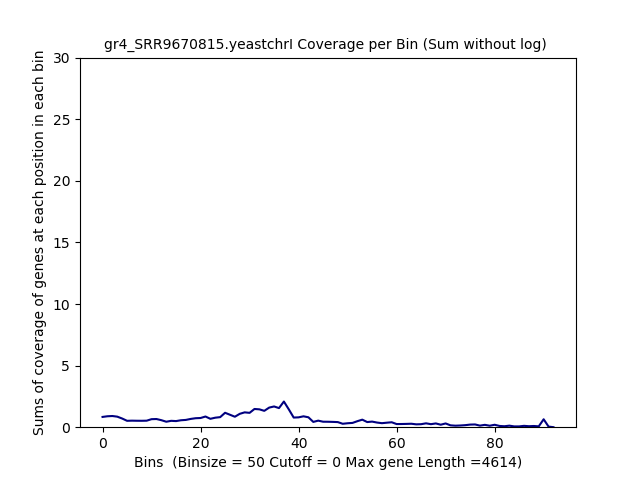 gr4_SRR9670815.yeastchrI Coverage per Bin (Sum without log)
Sums of coverage of genes at each position in each bin
30
25
20
15
10
5
0
0 20 40 60 80
Bins  (Binsize = 50 Cutoff = 0 Max gene Length =4614)